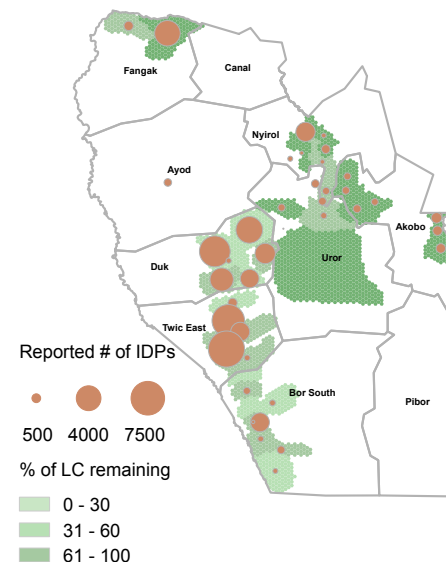 Fangak
Canal
Nyirol
Ayod
Akobo
Uror
Duk
Twic East
Reported # of IDPs
Bor South
Pibor
500 4000 7500
% of LC remaining
0 - 30
31 - 60
61 - 100